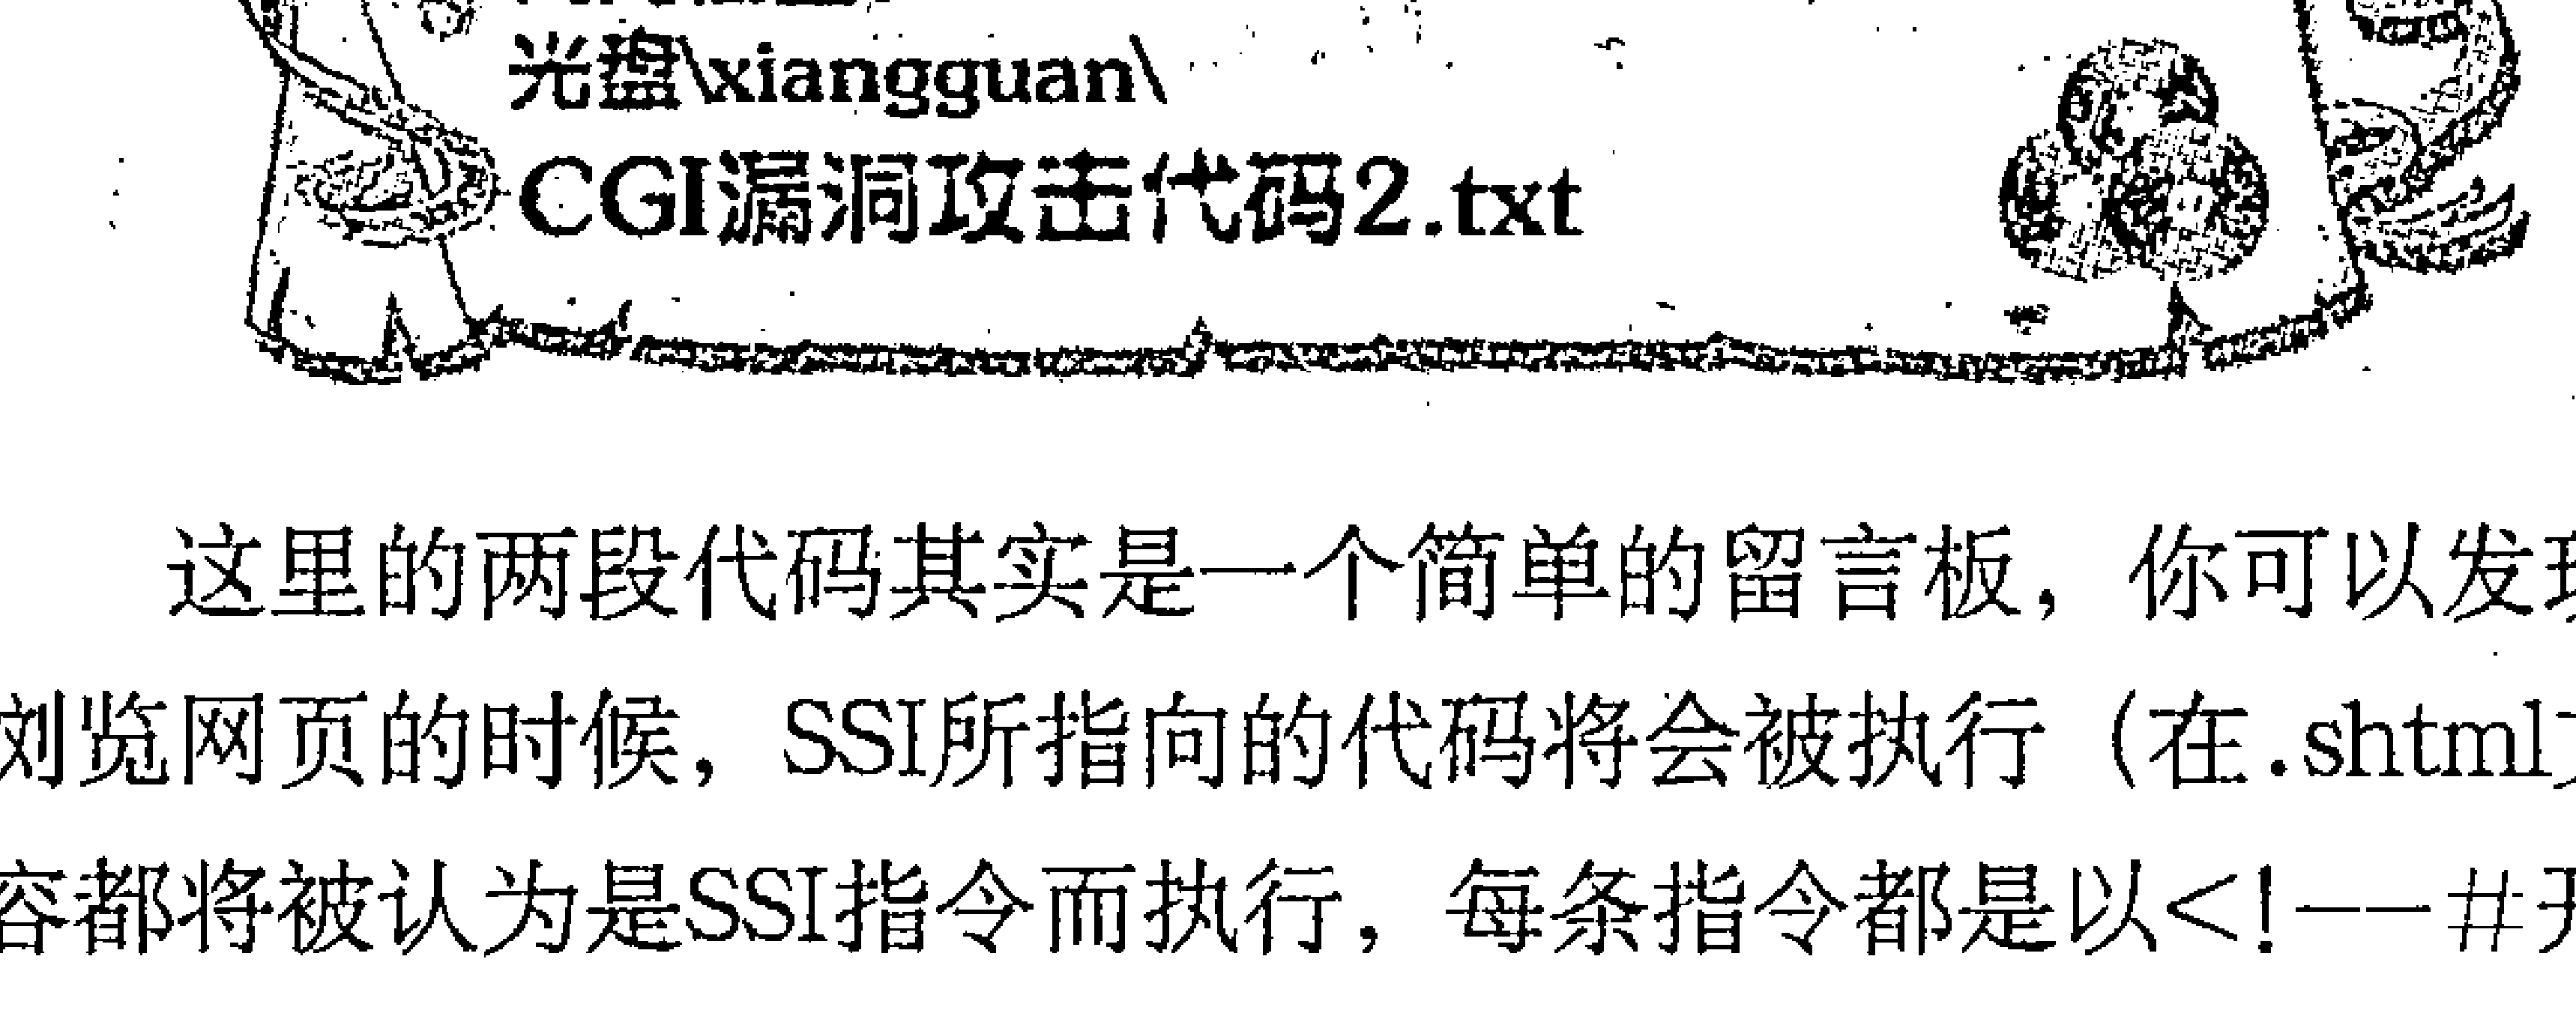 光盘\xiangguan\
CGI漏洞攻击代码2.txt
这里的两段代码其实是一个简单的留言板，你可以发
浏览网页的时候，SSI所指向的代码将会被执行（在.shtml
容都将被认为是SSI指令而执行，每条指令都是以<!--#